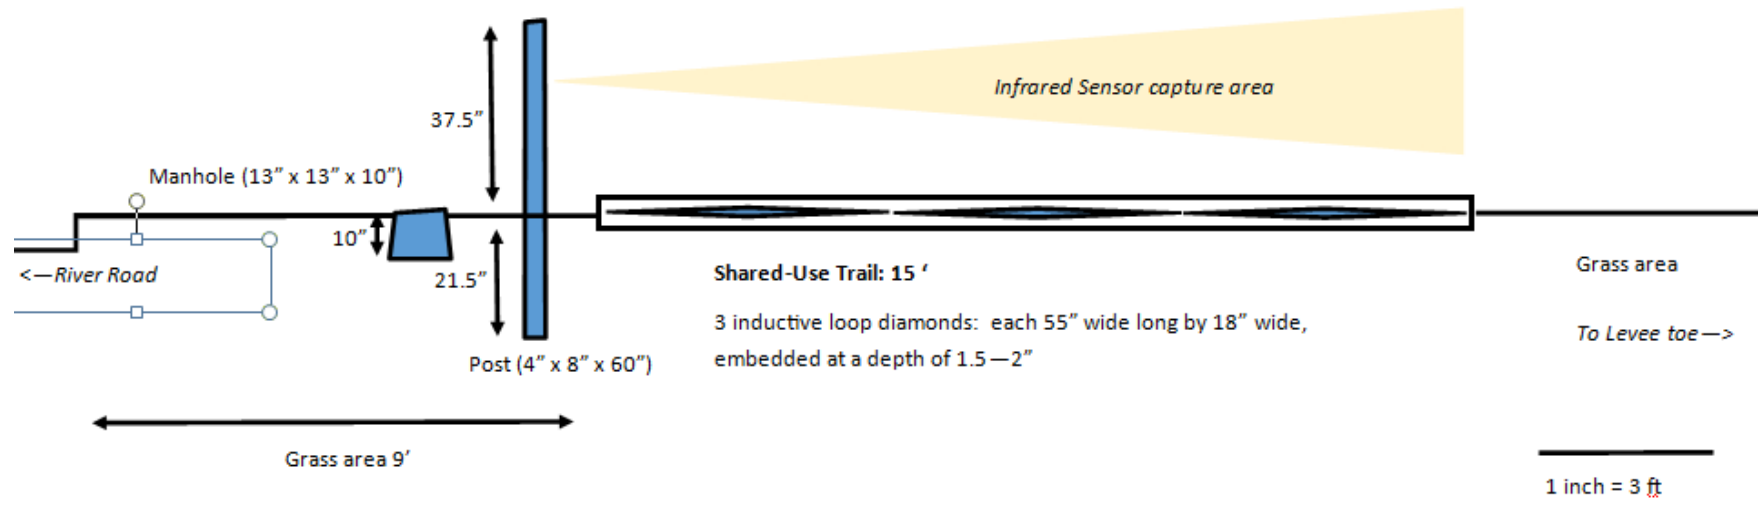 Infrared Sensor capture area
37.5”
Manhole (13” x 13” x 10”)
10”
<—River Road
21.5”
Post (4” x 8” x 60”)
Shared-Use Trail: 15 ‘
3 inductive loop diamonds:  each 55” wide long by 18” wide,
embedded at a depth of 1.5—2”
Grass area
To Levee toe—>
Grass area 9’
1 inch = 3 ft